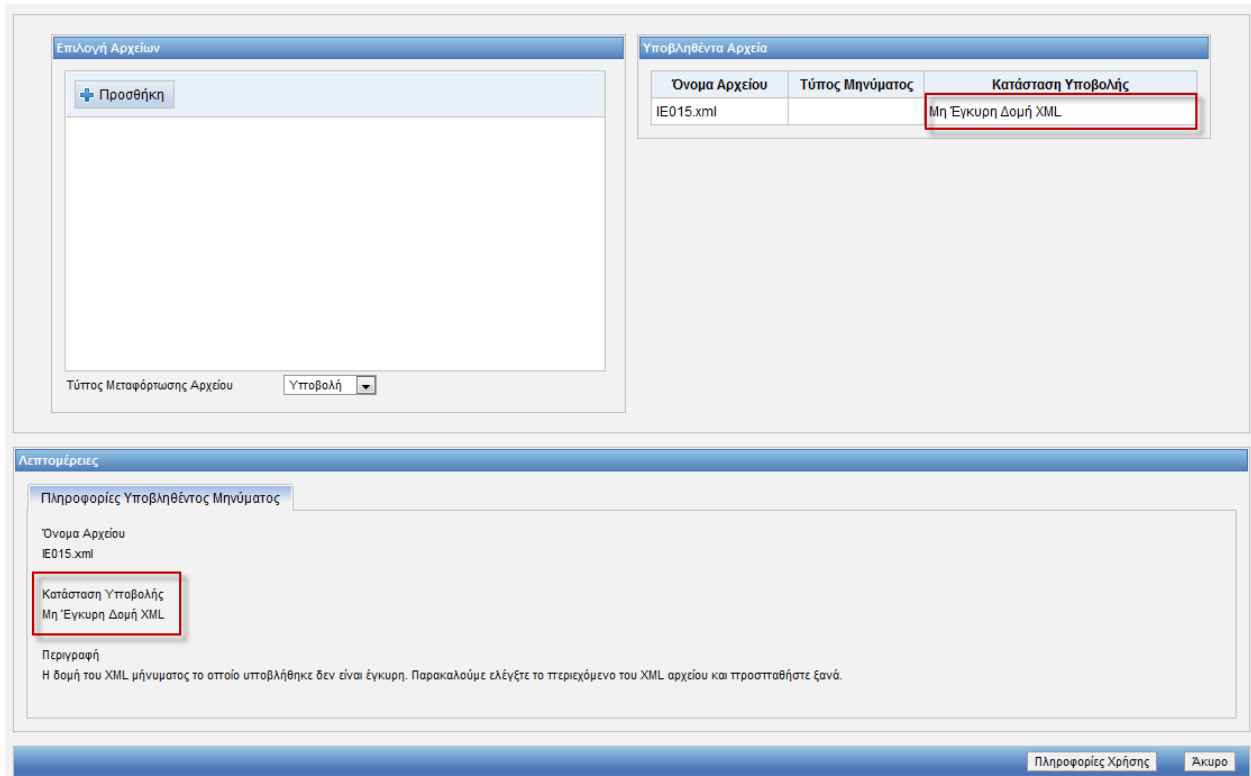 Επιλογή Αρχείων
Προσθήκη
Τύπος Μεταφόρτωσης Αρχείου Υποβολή
Υποβληθέντα Αρχεία
Όνομα Αρχείου Τύπος Μηνύματος Κατάσταση Υποβολής
IE015.xml Μη Έγκυρη Δομή XML
Λεπτομέρειες
Πληροφορίες Υποβληθέντος Μηνύματος
Όνομα Αρχείου
IE015.xml
Κατάσταση Υποβολής
Μη Έγκυρη Δομή XML
Περιγραφή
Η δομή του XML μήνυματος το οποίο υποβλήθηκε δεν είναι έγκυρη. Παρακαλούμε ελέγξτε το περιεχόμενο του XML αρχείου και προσπαθήστε ξανά.
Πληροφορίες Χρήσης Άκυρο